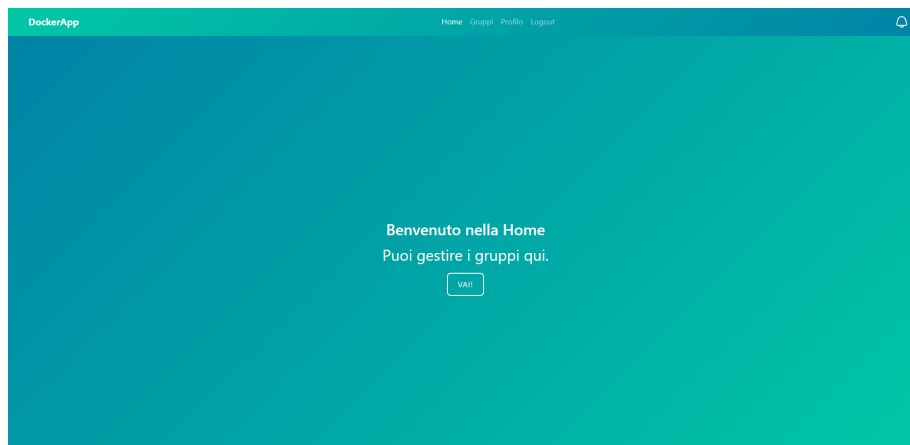 DockerApp Home Gruppi Profilo Logout
Benvenuto nella Home
Puoi gestire i gruppi qui.
VAI!